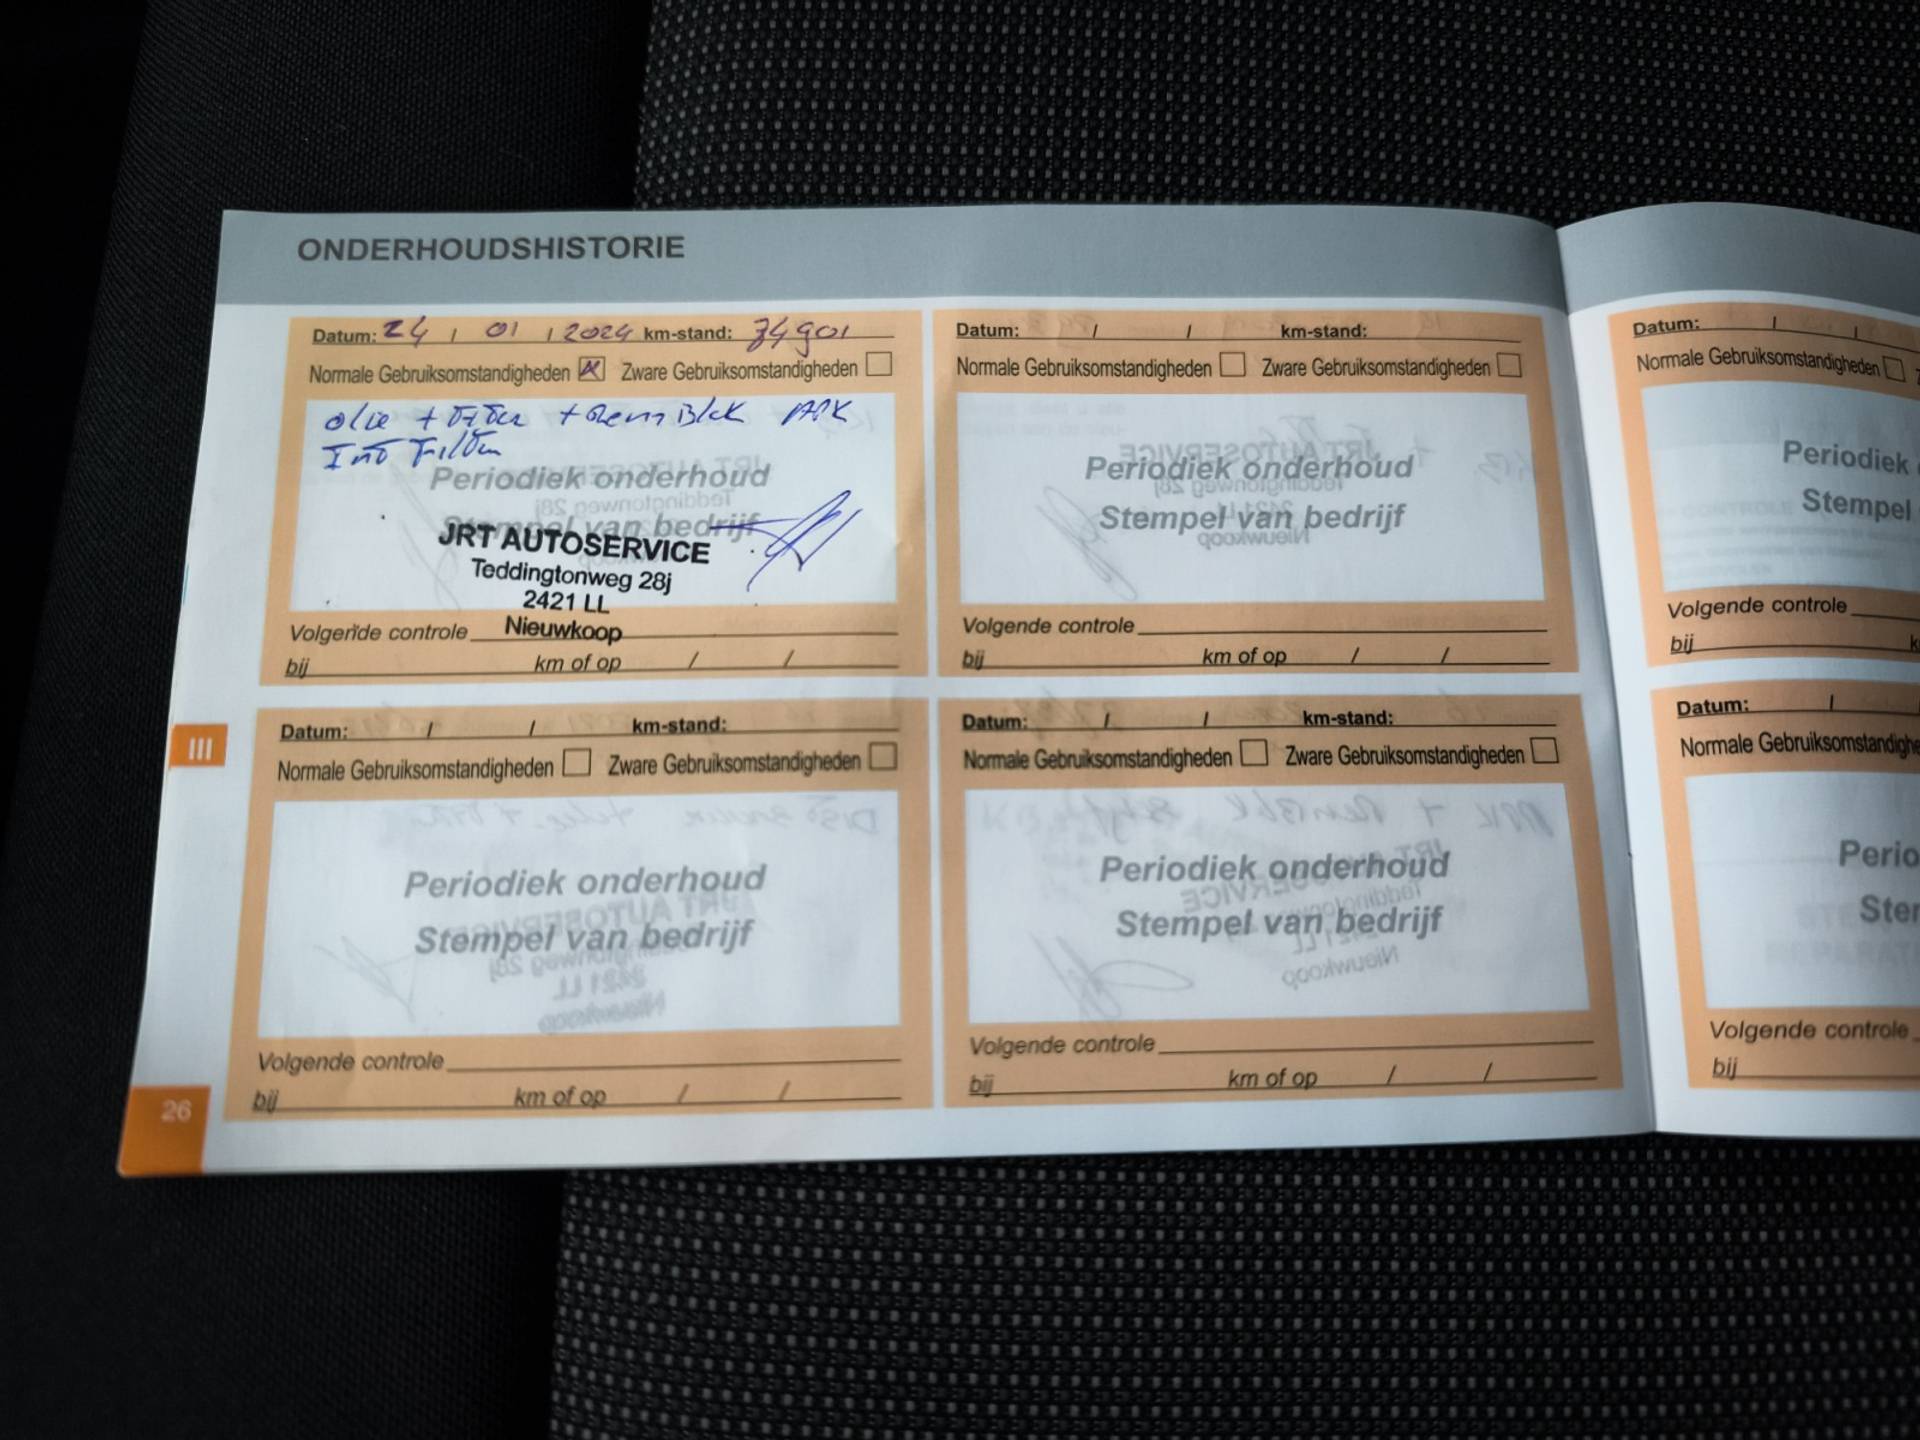 ONDERHOUDSHISTORIE
Datum: 24 / 01 / 2024 km-stand: 74901
Normale Gebruiksomstandigheden Zware Gebruiksomstandigheden
olie + filter + Remblok APK
Int Filter
Periodiek onderhoud
Stempel van bedrijf
JRT AUTOSERVICE
Teddingtonweg 28j
2421 LL
Nieuwkoop
Volgende controle
bij km of op / /
Datum: / / km-stand:
Normale Gebruiksomstandigheden Zware Gebruiksomstandigheden
Periodiek onderhoud
Stempel van bedrijf
Volgende controle
bij km of op / /
Datum: / /
Normale Gebruiksomstandigheden
Periodiek
Stempel
Volgende controle
bij
III
Datum: / / km-stand:
Normale Gebruiksomstandigheden Zware Gebruiksomstandigheden
Periodiek onderhoud
Stempel van bedrijf
Volgende controle
bij km of op / /
Datum: / / km-stand:
Normale Gebruiksomstandigheden Zware Gebruiksomstandigheden
Periodiek onderhoud
Stempel van bedrijf
Volgende controle
bij km of op / /
Datum: /
Normale Gebruiksomstandighe
Perio
Ster
Volgende controle
bij
26